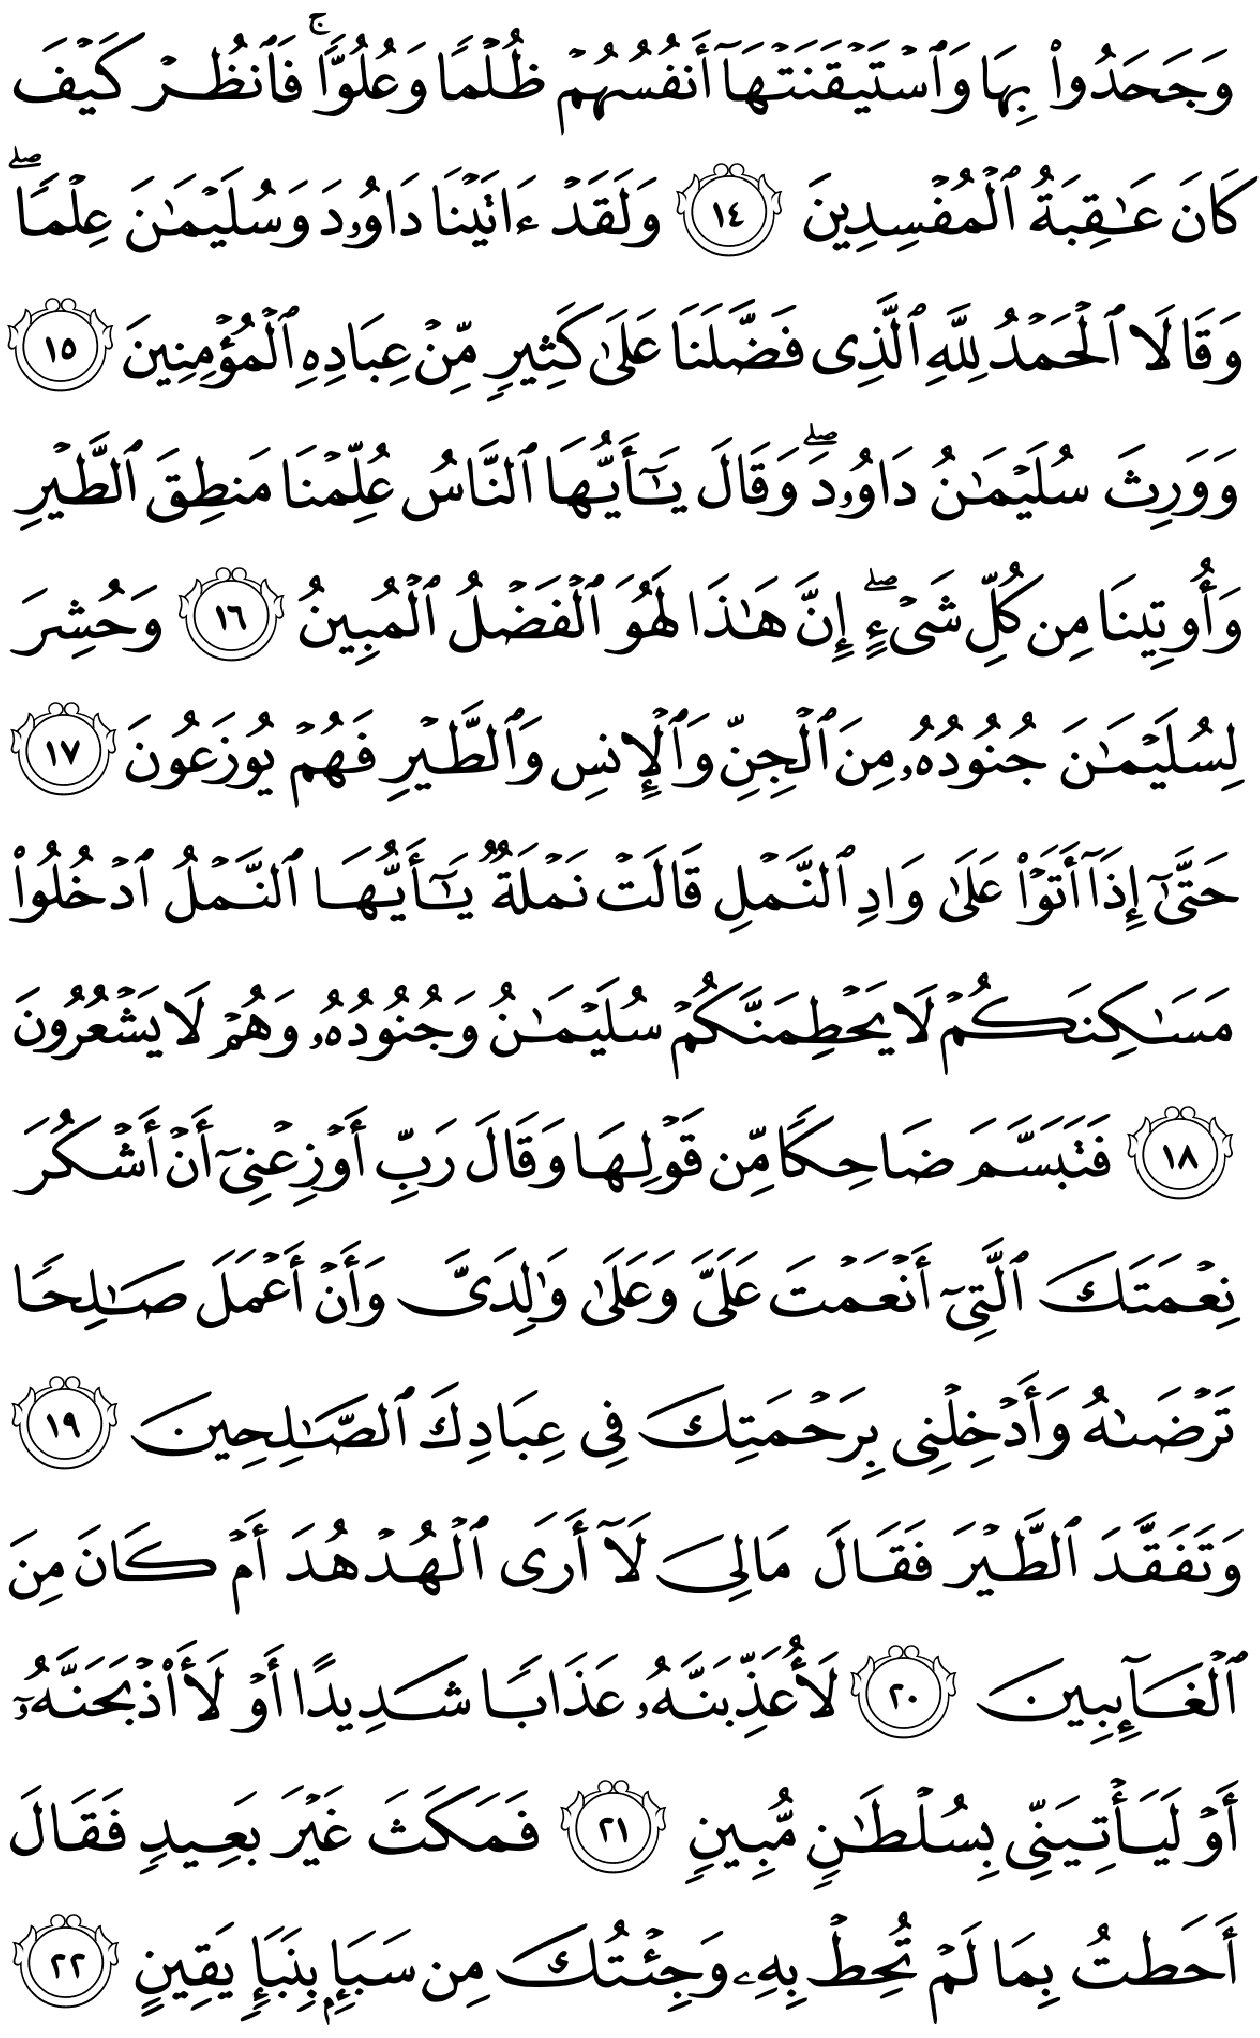 وَجَحَدُوا۟ بِهَا وَٱسْتَيْقَنَتْهَآ أَنفُسُهُمْ ظُلْمًا وَعُلُوًّا ۚ فَٱنظُرْ كَيْفَ
كَانَ عَـٰقِبَةُ ٱلْمُفْسِدِينَ ١٤ وَلَقَدْ ءَاتَيْنَا دَاوُۥدَ وَسُلَيْمَـٰنَ عِلْمًا ۖ
وَقَالَا ٱلْحَمْدُ لِلَّهِ ٱلَّذِى فَضَّلَنَا عَلَىٰ كَثِيرٍ مِّنْ عِبَادِهِ ٱلْمُؤْمِنِينَ ١٥
وَوَرِثَ سُلَيْمَـٰنُ دَاوُۥدَ ۖ وَقَالَ يَـٰٓأَيُّهَا ٱلنَّاسُ عُلِّمْنَا مَنطِقَ ٱلطَّيْرِ
وَأُوتِينَا مِن كُلِّ شَىْءٍ ۖ إِنَّ هَـٰذَا لَهُوَ ٱلْفَضْلُ ٱلْمُبِينُ ١٦ وَحُشِرَ
لِسُلَيْمَـٰنَ جُنُودُهُۥ مِنَ ٱلْجِنِّ وَٱلْإِنسِ وَٱلطَّيْرِ فَهُمْ يُوزَعُونَ ١٧
حَتَّىٰٓ إِذَآ أَتَوْا۟ عَلَىٰ وَادِ ٱلنَّمْلِ قَالَتْ نَمْلَةٌ يَـٰٓأَيُّهَا ٱلنَّمْلُ ٱدْخُلُوا۟
مَسَـٰكِنَكُمْ لَا يَحْطِمَنَّكُمْ سُلَيْمَـٰنُ وَجُنُودُهُۥ وَهُمْ لَا يَشْعُرُونَ
١٨ فَتَبَسَّمَ ضَاحِكًا مِّن قَوْلِهَا وَقَالَ رَبِّ أَوْزِعْنِىٓ أَنْ أَشْكُرَ
نِعْمَتَكَ ٱلَّتِىٓ أَنْعَمْتَ عَلَىَّ وَعَلَىٰ وَٰلِدَىَّ وَأَنْ أَعْمَلَ صَـٰلِحًا
تَرْضَىٰهُ وَأَدْخِلْنِى بِرَحْمَتِكَ فِى عِبَادِكَ ٱلصَّـٰلِحِينَ ١٩
وَتَفَقَّدَ ٱلطَّيْرَ فَقَالَ مَالِىَ لَآ أَرَى ٱلْهُدْهُدَ أَمْ كَانَ مِنَ
ٱلْغَآئِبِينَ ٢٠ لَأُعَذِّبَنَّهُۥ عَذَابًا شَدِيدًا أَوْ لَأَا۟ذْبَحَنَّهُۥٓ
أَوْ لَيَأْتِيَنِّى بِسُلْطَـٰنٍ مُّبِينٍ ٢١ فَمَكَثَ غَيْرَ بَعِيدٍ فَقَالَ
أَحَطتُ بِمَا لَمْ تُحِطْ بِهِۦ وَجِئْتُكَ مِن سَبَإٍۭ بِنَبَإٍ يَقِينٍ ٢٢